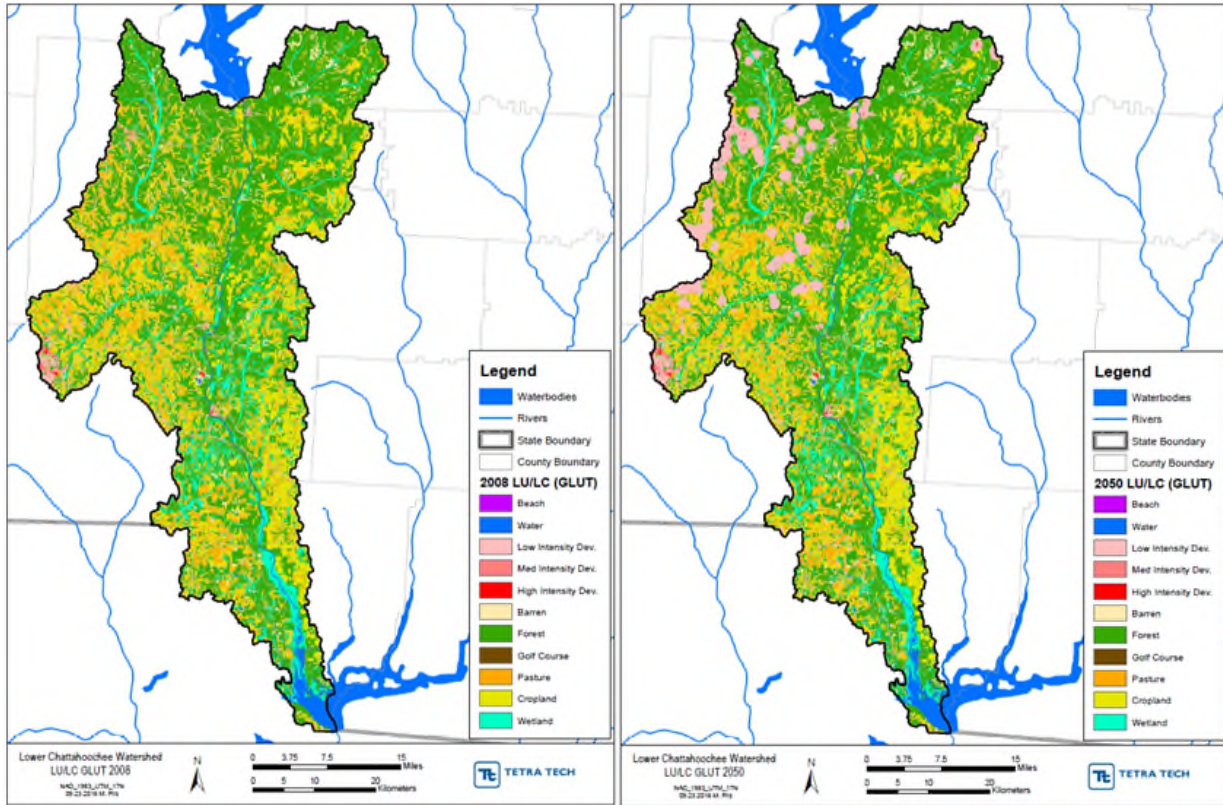 Legend
Waterbodies
Rivers
State Boundary
County Boundary
2008 LU/LC (GLUT)
Beach
Water
Low Intensity Dev.
Med Intensity Dev.
High Intensity Dev.
Barren
Forest
Golf Course
Pasture
Cropland
Wetland
Lower Chattahoochee Watershed
LU/LC GLUT 2008
NAD_1983_UTM_17N
N
0 3.75 7.5 15
Miles
0 5 10 20
Kilometers
Tt TETRA TECH
Legend
Waterbodies
Rivers
State Boundary
County Boundary
2050 LU/LC (GLUT)
Beach
Water
Low Intensity Dev.
Med Intensity Dev.
High Intensity Dev.
Barren
Forest
Golf Course
Pasture
Cropland
Wetland
Lower Chattahoochee Watershed
LU/LC GLUT 2050
NAD_1983_UTM_17N
N
0 3.75 7.5 15
Miles
0 5 10 20
Kilometers
Tt TETRA TECH